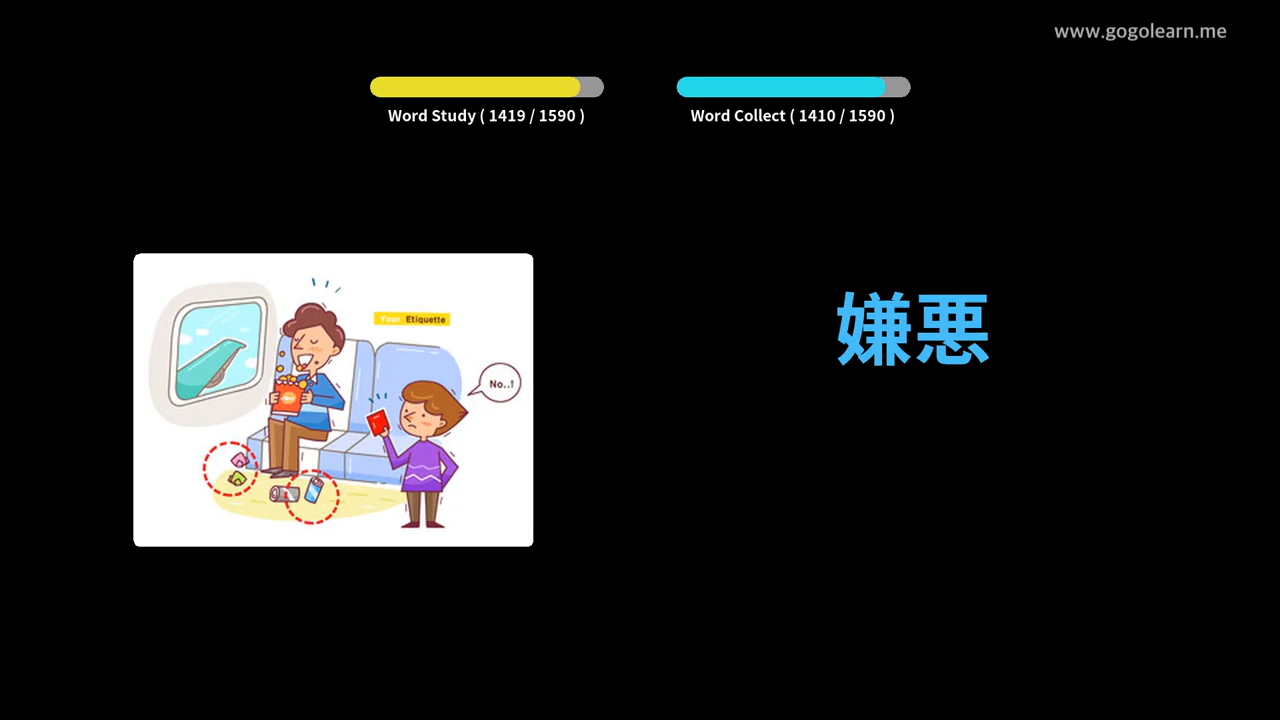 www.gogolearn.me
Word Study ( 1419 / 1590 )
Word Collect ( 1410 / 1590 )
Your Etiquette
No..!
嫌悪